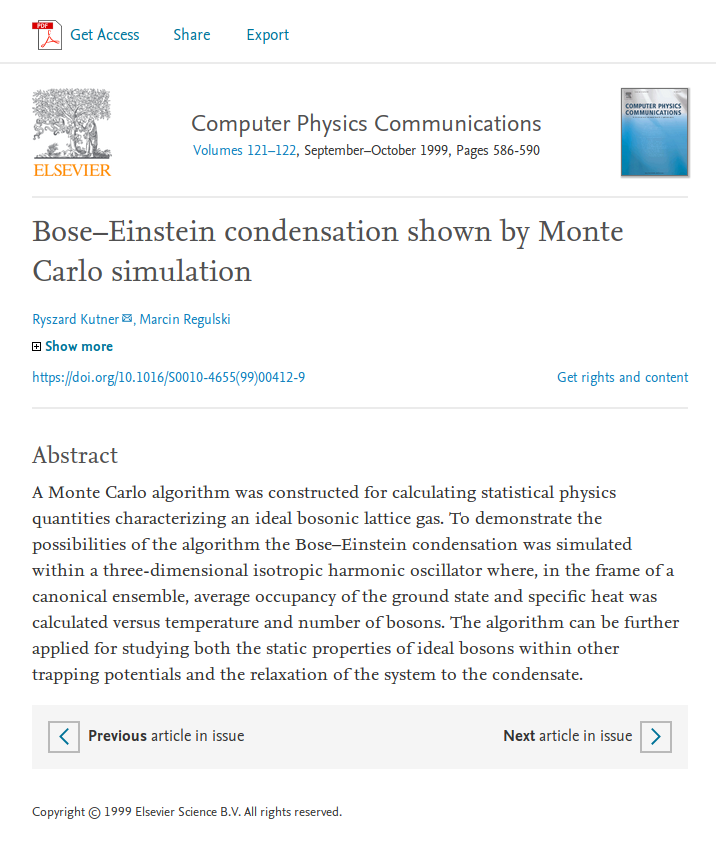 PDF
Get Access
Share
Export
ELSEVIER
Computer Physics Communications
Volumes 121–122, September–October 1999, Pages 586-590
COMPUTER PHYSICS
COMMUNICATIONS
Bose–Einstein condensation shown by Monte
Carlo simulation
Ryszard Kutner, Marcin Regulski
Show more
https://doi.org/10.1016/S0010-4655(99)00412-9
Get rights and content
Abstract
A Monte Carlo algorithm was constructed for calculating statistical physics
quantities characterizing an ideal bosonic lattice gas. To demonstrate the
possibilities of the algorithm the Bose–Einstein condensation was simulated
within a three-dimensional isotropic harmonic oscillator where, in the frame of a
canonical ensemble, average occupancy of the ground state and specific heat was
calculated versus temperature and number of bosons. The algorithm can be further
applied for studying both the static properties of ideal bosons within other
trapping potentials and the relaxation of the system to the condensate.
Previous article in issue
Next article in issue
Copyright © 1999 Elsevier Science B.V. All rights reserved.